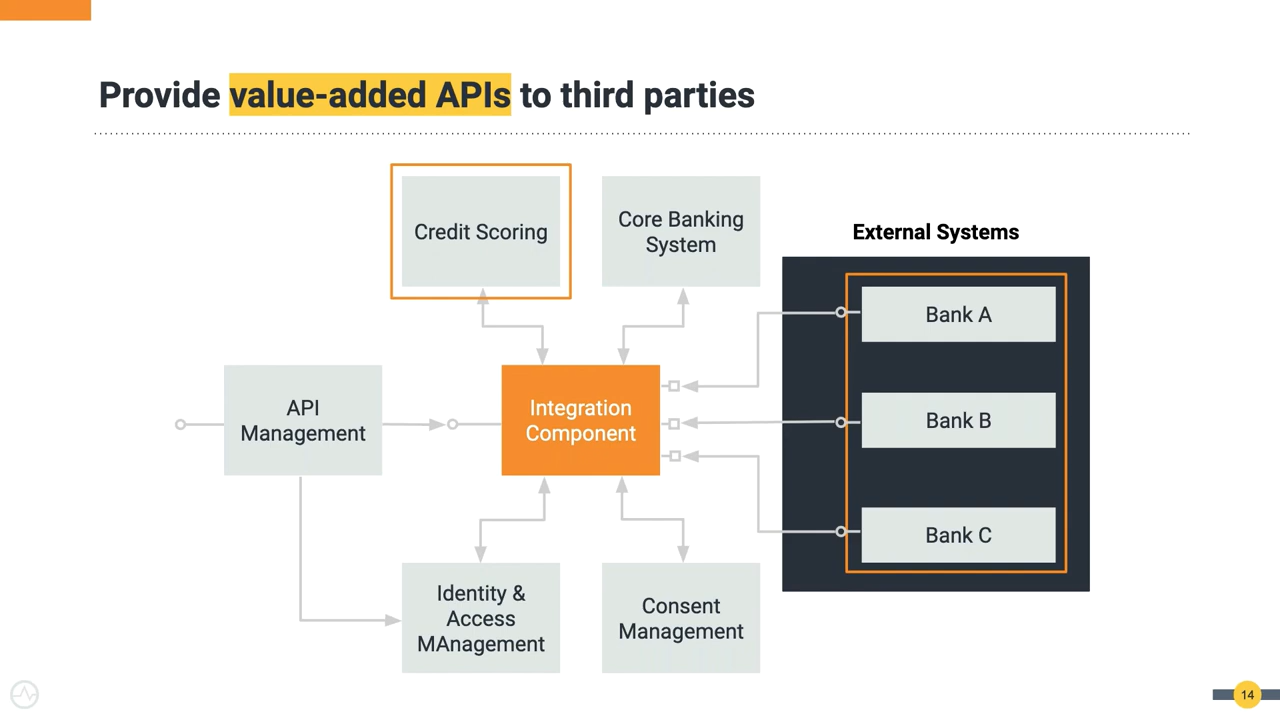 Provide value-added APIs to third parties
Credit Scoring
Core Banking
System
External Systems
Bank A
API
Management
Integration
Component
Bank B
Bank C
Identity &
Access
MAnagement
Consent
Management
14